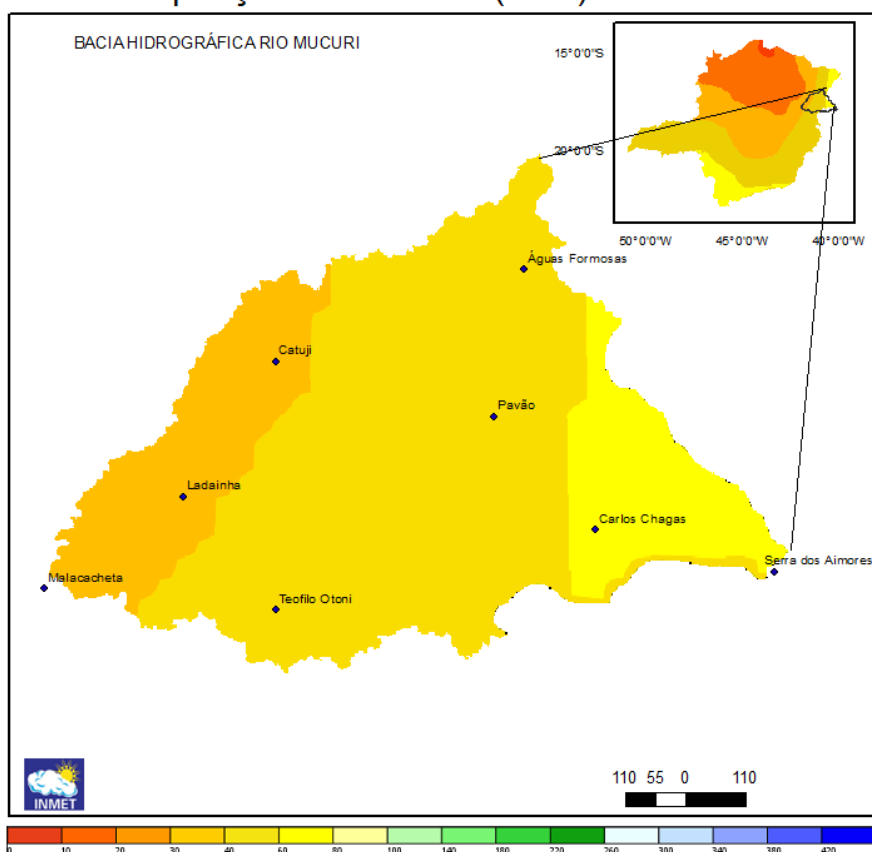 BACIA HIDROGRÁFICA RIO MUCURI
15°0'0"S
20°0'0"S
50°0'0"W 45°0'0"W 40°0'0"W
Águas Formosas
Catuji
Pavão
Ladainha
Carlos Chagas
Serra dos Aimores
Malacacheta
Teofilo Otoni
INMET
110 55 0 110
0 10 20 30 40 60 80 100 140 180 220 260 300 340 380 420